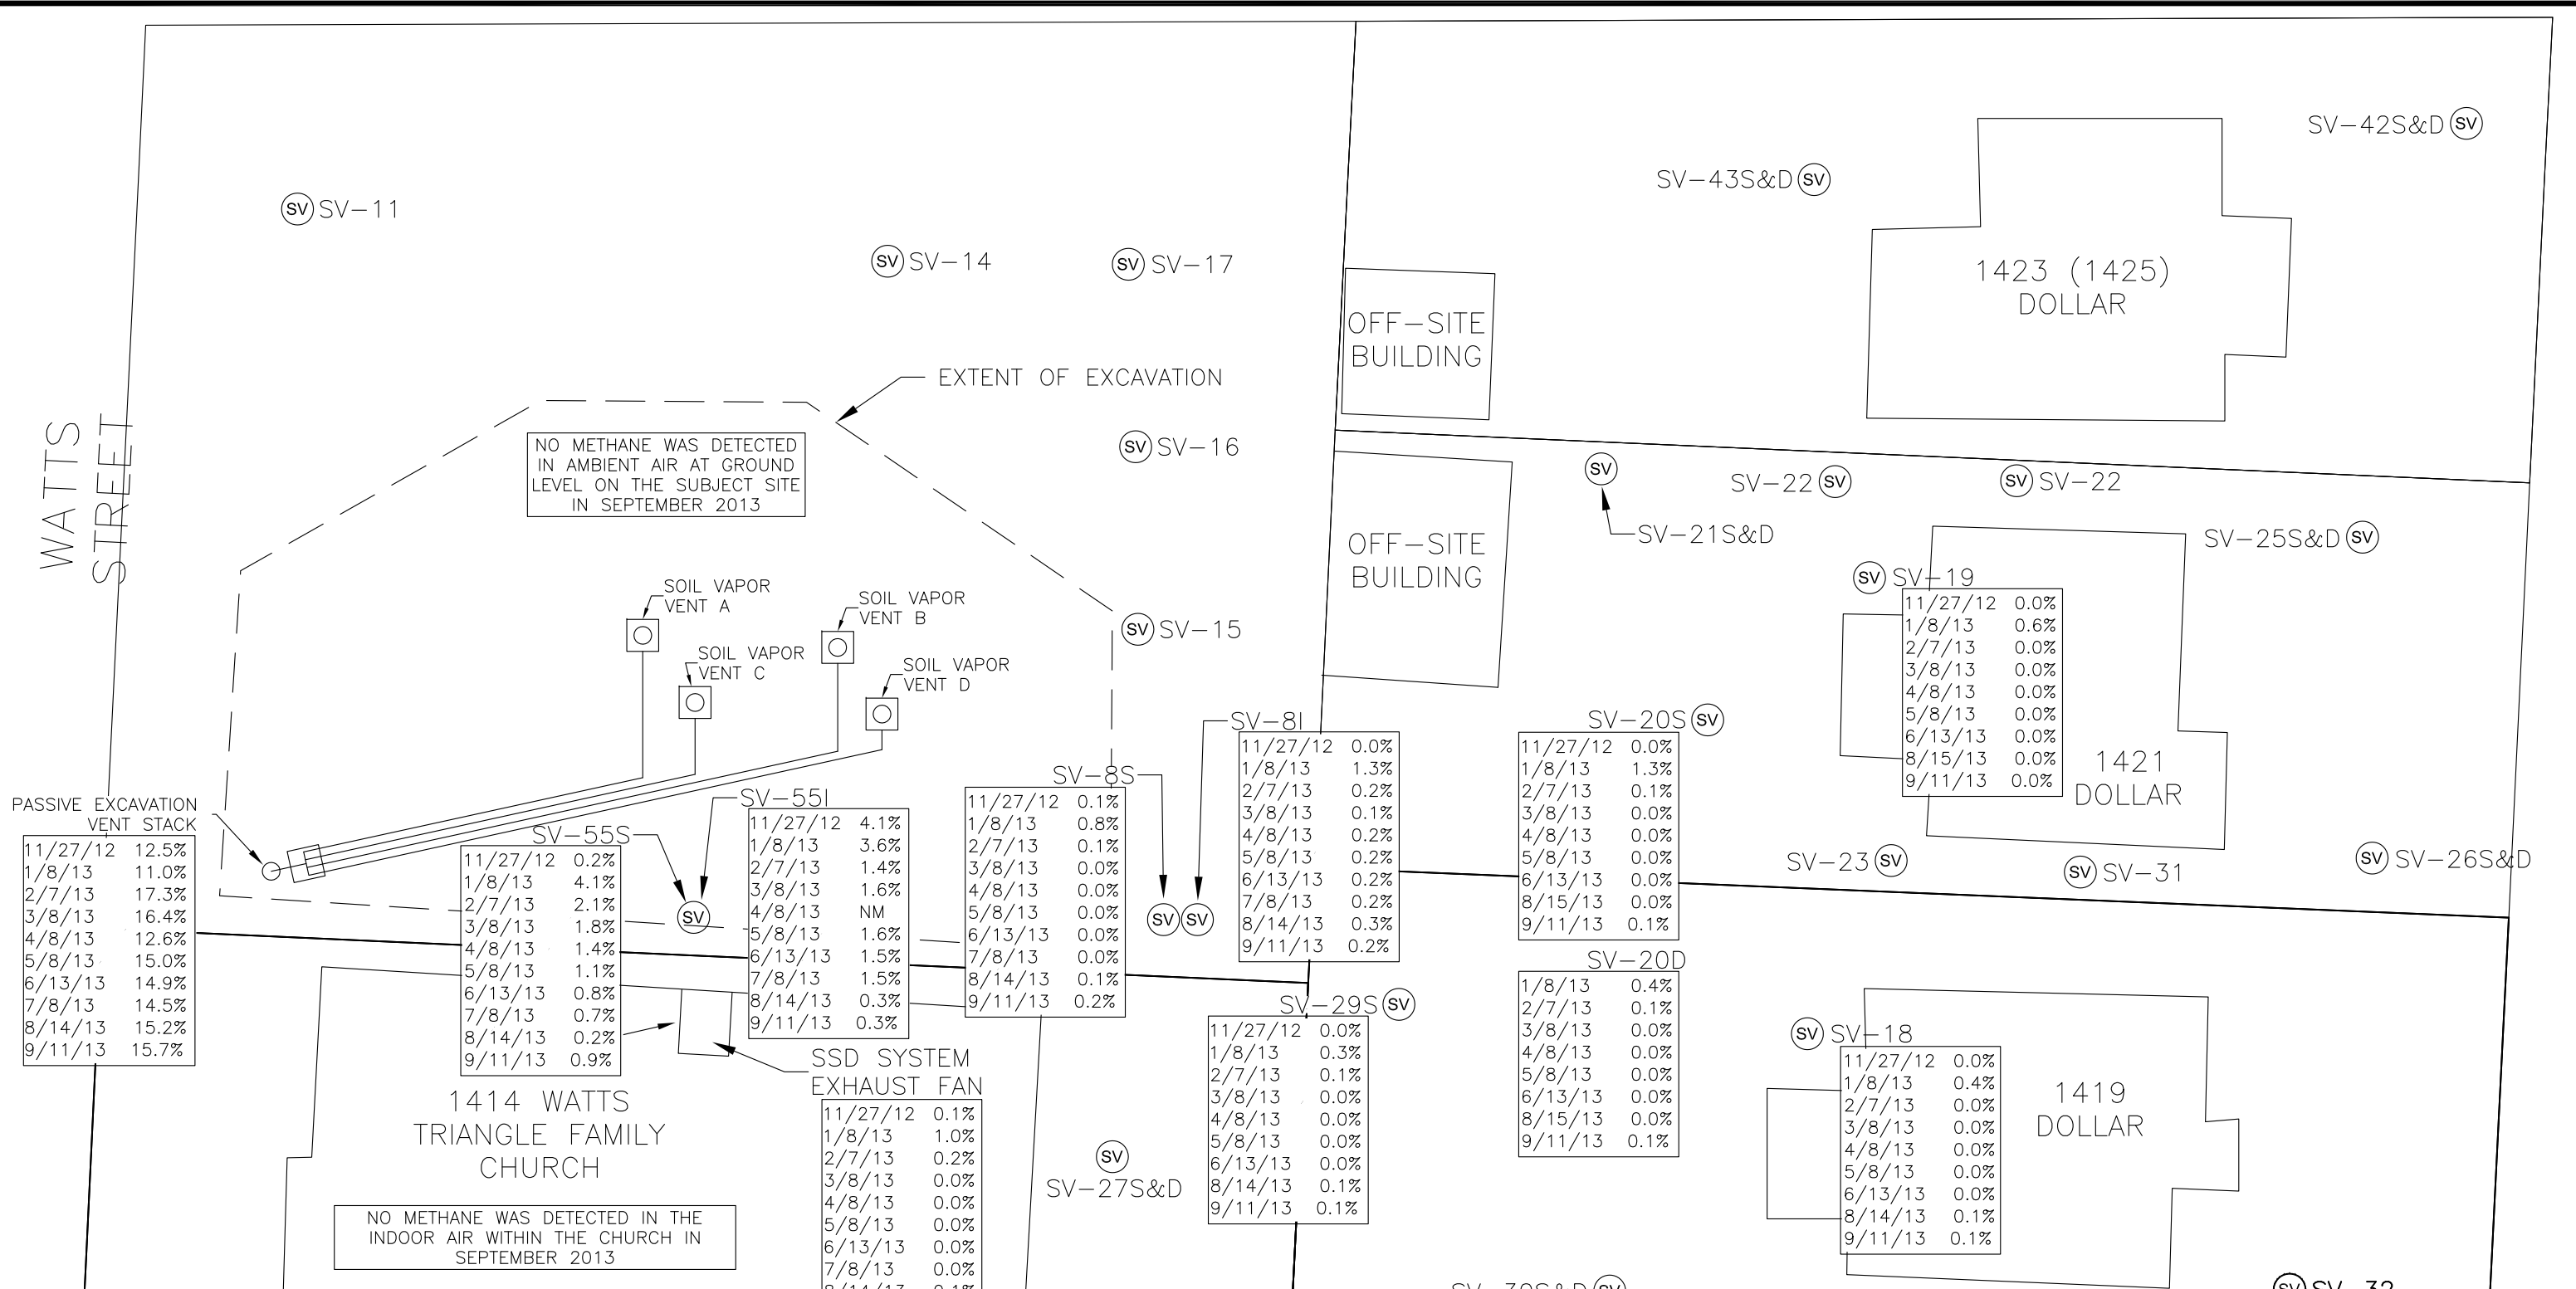 SV-42S&D SV
SV-43S&D SV
SV SV-11
SV SV-14
SV SV-17
1423 (1425)
DOLLAR
OFF-SITE
BUILDING
EXTENT OF EXCAVATION
WATTS
STREET
NO METHANE WAS DETECTED
IN AMBIENT AIR AT GROUND
LEVEL ON THE SUBJECT SITE
IN SEPTEMBER 2013
SV SV-16
SV
SV-21S&D
SV-22 SV
SV SV-22
OFF-SITE
BUILDING
SV-25S&D SV
SV SV-19
11/27/12 0.0%
1/8/13 0.6%
2/7/13 0.0%
3/8/13 0.0%
4/8/13 0.0%
5/8/13 0.0%
6/13/13 0.0%
8/15/13 0.0%
9/11/13 0.0%
1421
DOLLAR
SOIL VAPOR
VENT A
SOIL VAPOR
VENT B
SOIL VAPOR
VENT C
SOIL VAPOR
VENT D
SV SV-15
PASSIVE EXCAVATION
VENT STACK
11/27/12 12.5%
1/8/13 11.0%
2/7/13 17.3%
3/8/13 16.4%
4/8/13 12.6%
5/8/13 15.0%
6/13/13 14.9%
7/8/13 14.5%
8/14/13 15.2%
9/11/13 15.7%
SV-55S
11/27/12 0.2%
1/8/13 4.1%
2/7/13 2.1%
3/8/13 1.8%
4/8/13 1.4%
5/8/13 1.1%
6/13/13 0.8%
7/8/13 0.7%
8/14/13 0.2%
9/11/13 0.9%
SV
SV-55I
11/27/12 4.1%
1/8/13 3.6%
2/7/13 1.4%
3/8/13 1.6%
4/8/13 NM
5/8/13 1.6%
6/13/13 1.5%
7/8/13 1.5%
8/14/13 0.3%
9/11/13 0.3%
SV-8S
11/27/12 0.1%
1/8/13 0.8%
2/7/13 0.1%
3/8/13 0.0%
4/8/13 0.0%
5/8/13 0.0%
6/13/13 0.0%
7/8/13 0.0%
8/14/13 0.1%
9/11/13 0.2%
SV SV
SV-8I
11/27/12 0.0%
1/8/13 1.3%
2/7/13 0.2%
3/8/13 0.1%
4/8/13 0.2%
5/8/13 0.2%
6/13/13 0.2%
7/8/13 0.2%
8/14/13 0.3%
9/11/13 0.2%
SV-20S SV
11/27/12 0.0%
1/8/13 1.3%
2/7/13 0.1%
3/8/13 0.0%
4/8/13 0.0%
5/8/13 0.0%
6/13/13 0.0%
8/15/13 0.0%
9/11/13 0.1%
SV-23 SV
SV SV-31
SV SV-26S&D
SV-20D
1/8/13 0.4%
2/7/13 0.1%
3/8/13 0.0%
4/8/13 0.0%
5/8/13 0.0%
6/13/13 0.0%
8/15/13 0.0%
9/11/13 0.1%
SV-29S SV
11/27/12 0.0%
1/8/13 0.3%
2/7/13 0.1%
3/8/13 0.0%
4/8/13 0.0%
5/8/13 0.0%
6/13/13 0.0%
8/14/13 0.1%
9/11/13 0.1%
SV SV-18
11/27/12 0.0%
1/8/13 0.4%
2/7/13 0.0%
3/8/13 0.0%
4/8/13 0.0%
5/8/13 0.0%
6/13/13 0.0%
8/14/13 0.1%
9/11/13 0.1%
1419
DOLLAR
SSD SYSTEM
EXHAUST FAN
11/27/12 0.1%
1/8/13 1.0%
2/7/13 0.2%
3/8/13 0.0%
4/8/13 0.0%
5/8/13 0.0%
6/13/13 0.0%
7/8/13 0.0%
8/14/13 0.1%
1414 WATTS
TRIANGLE FAMILY
CHURCH
NO METHANE WAS DETECTED IN THE
INDOOR AIR WITHIN THE CHURCH IN
SEPTEMBER 2013
SV
SV-27S&D
SV-30S&D SV
SV SV-32